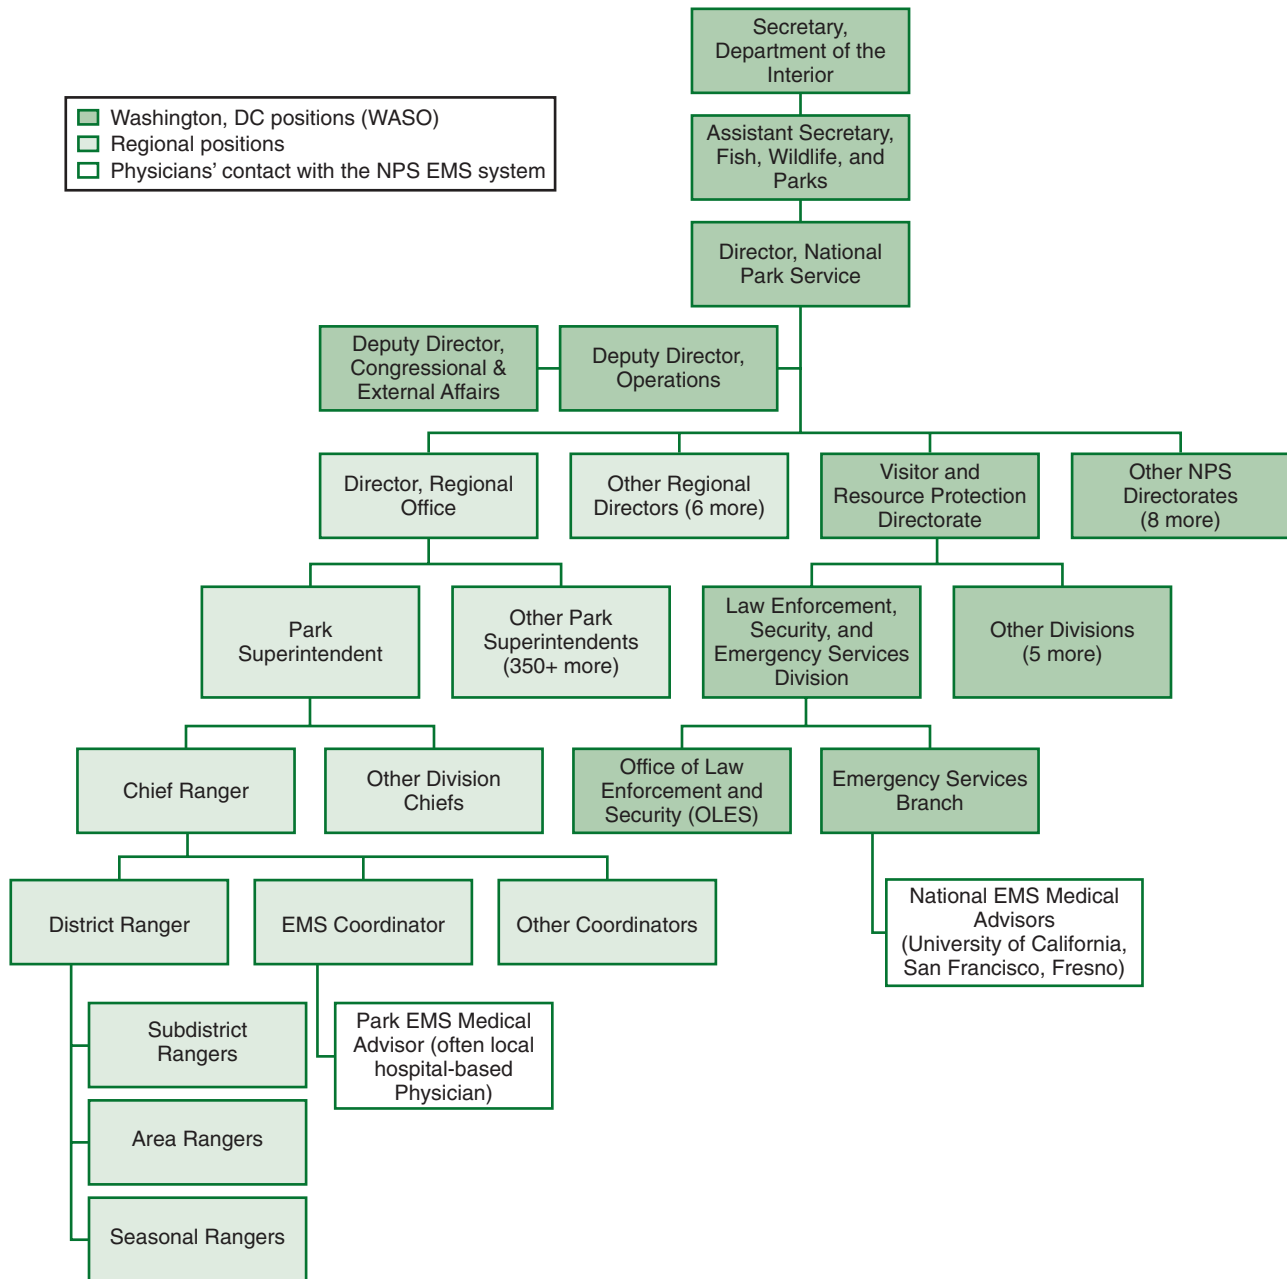 Secretary,
Department of the
Interior
Washington, DC positions (WASO)
Regional positions
Physicians’ contact with the NPS EMS system
Assistant Secretary,
Fish, Wildlife, and
Parks
Director, National
Park Service
Deputy Director,
Congressional &
External Affairs
Deputy Director,
Operations
Director, Regional
Office
Other Regional
Directors (6 more)
Visitor and
Resource Protection
Directorate
Other NPS
Directorates
(8 more)
Park
Superintendent
Other Park
Superintendents
(350+ more)
Law Enforcement,
Security, and
Emergency Services
Division
Other Divisions
(5 more)
Chief Ranger
Other Division
Chiefs
Office of Law
Enforcement and
Security (OLES)
Emergency Services
Branch
District Ranger
EMS Coordinator
Other Coordinators
National EMS Medical
Advisors
(University of California,
San Francisco, Fresno)
Subdistrict
Rangers
Park EMS Medical
Advisor (often local
hospital-based
Physician)
Area Rangers
Seasonal Rangers